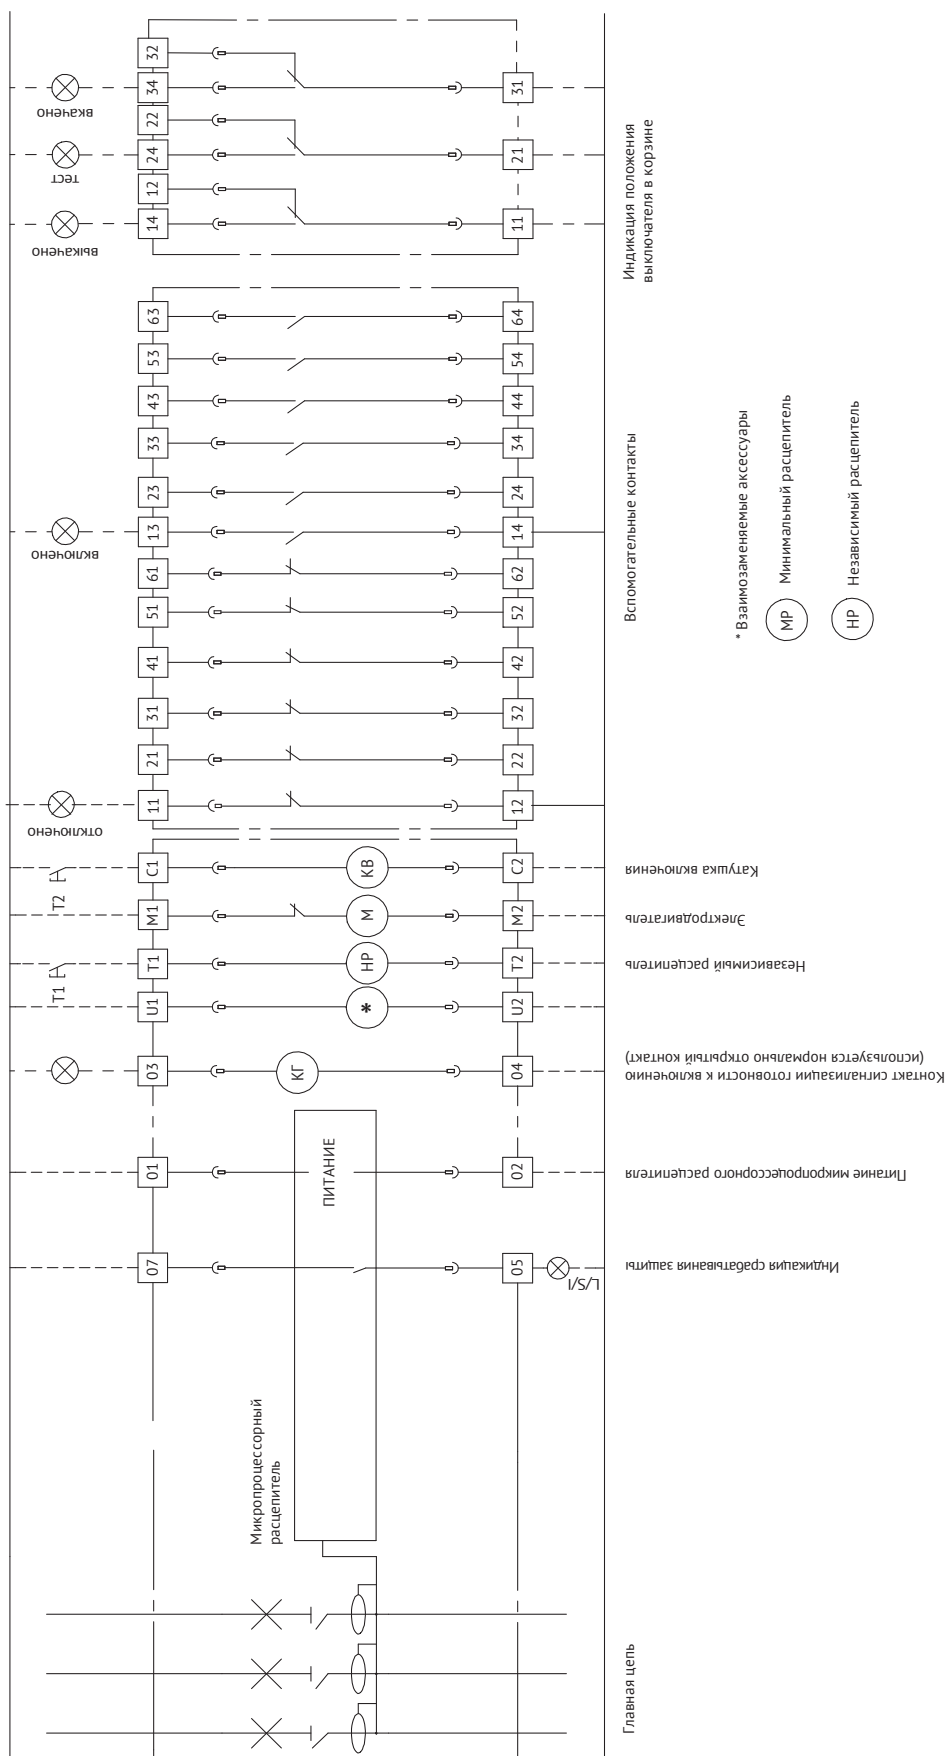 32
34
22
24
12
14
31
21
11
вкачено
тест
выкачено
Индикация положения
выключателя в корзине
63
53
43
33
23
13
61
51
41
31
21
11
64
54
44
34
24
14
62
52
42
32
22
12
включено
отключено
Вспомогательные контакты
* Взаимозаменяемые аксессуары
МР
Минимальный расцепитель
НР
Независимый расцепитель
T2
C1
КВ
C2
Катушка включения
M1
М
M2
Электродвигатель
T1
T1
НР
T2
Независимый расцепитель
U1
*
U2
03
КГ
04
Контакт сигнализации готовности к включению
(используется нормально открытый контакт)
01
ПИТАНИЕ
02
Питание микропроцессорного расцепителя
07
05
L/S/I
Индикация срабатывания защиты
Микропроцессорный
расцепитель
Главная цепь